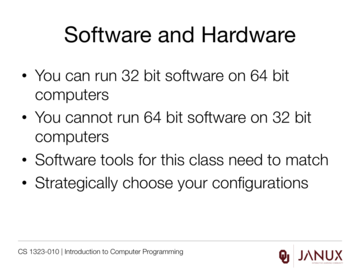 Software and Hardware
• You can run 32 bit software on 64 bit
computers
• You cannot run 64 bit software on 32 bit
computers
• Software tools for this class need to match
• Strategically choose your configurations
CS 1323-010 | Introduction to Computer Programming
JANUX